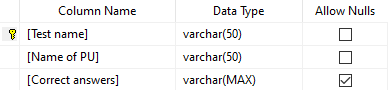 Column Name Data Type Allow Nulls
[Test name] varchar(50)
[Name of PU] varchar(50)
[Correct answers] varchar(MAX)